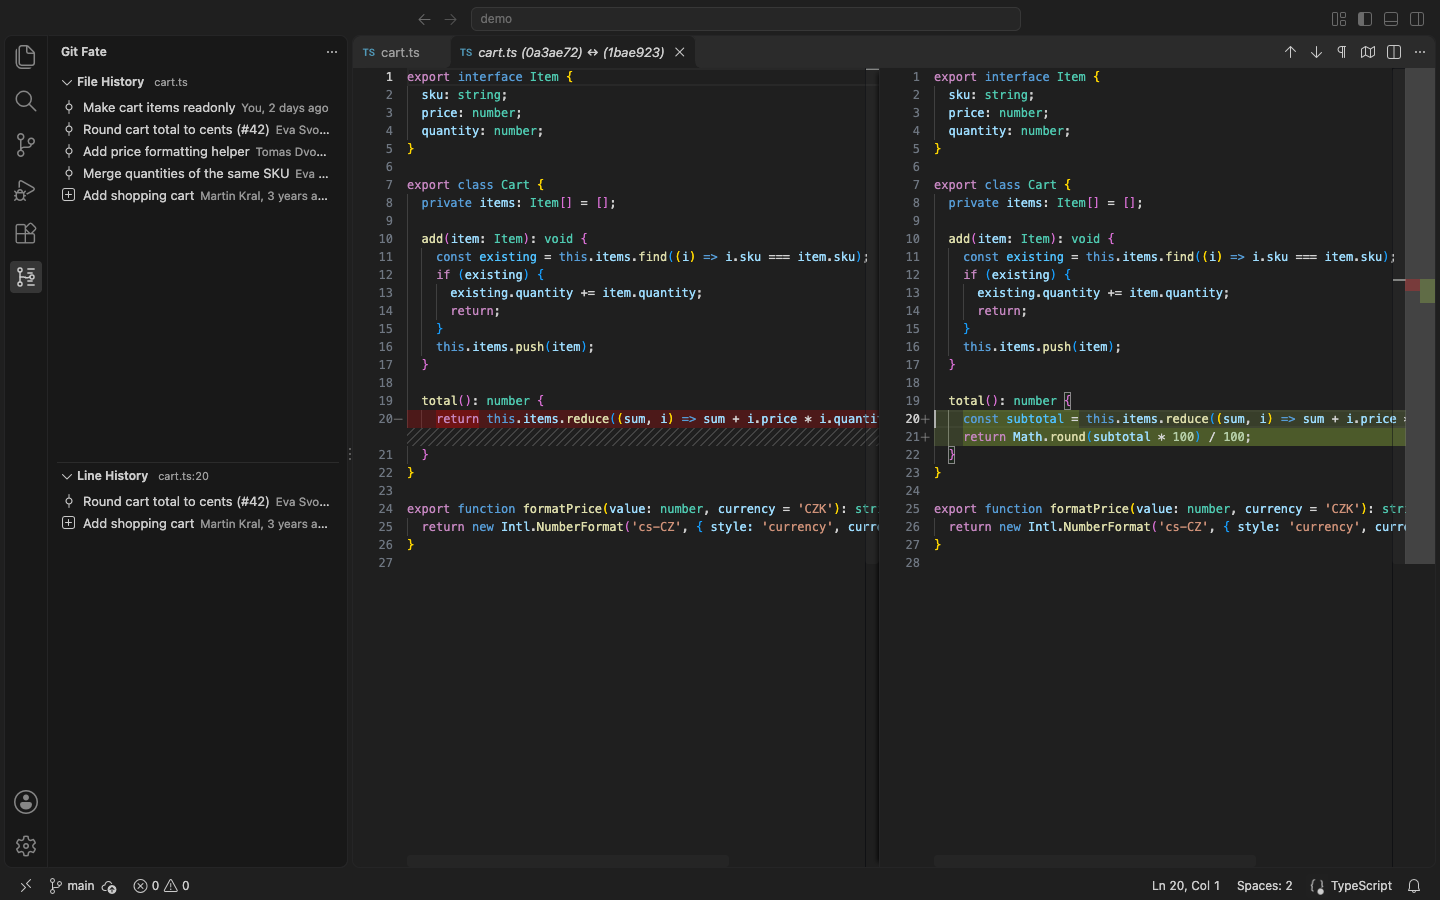 demo
Git Fate
TS cart.ts
TS cart.ts (0a3ae72) ↔ (1bae923)
File History cart.ts
Make cart items readonly You, 2 days ago
Round cart total to cents (#42) Eva Svo...
Add price formatting helper Tomas Dvo...
Merge quantities of the same SKU Eva ...
Add shopping cart Martin Kral, 3 years a...
Line History cart.ts:20
Round cart total to cents (#42) Eva Svo...
Add shopping cart Martin Kral, 3 years a...
1 export interface Item {
2 sku: string;
3 price: number;
4 quantity: number;
5 }
6
7 export class Cart {
8 private items: Item[] = [];
9
10 add(item: Item): void {
11 const existing = this.items.find((i) => i.sku === item.sku);
12 if (existing) {
13 existing.quantity += item.quantity;
14 return;
15 }
16 this.items.push(item);
17 }
18
19 total(): number {
20− return this.items.reduce((sum, i) => sum + i.price * i.quanti
21 }
22 }
23
24 export function formatPrice(value: number, currency = 'CZK'): stri
25 return new Intl.NumberFormat('cs-CZ', { style: 'currency', curr
26 }
27
1 export interface Item {
2 sku: string;
3 price: number;
4 quantity: number;
5 }
6
7 export class Cart {
8 private items: Item[] = [];
9
10 add(item: Item): void {
11 const existing = this.items.find((i) => i.sku === item.sku);
12 if (existing) {
13 existing.quantity += item.quantity;
14 return;
15 }
16 this.items.push(item);
17 }
18
19 total(): number {
20+ const subtotal = this.items.reduce((sum, i) => sum + i.price *
21+ return Math.round(subtotal * 100) / 100;
22 }
23 }
24
25 export function formatPrice(value: number, currency = 'CZK'): str
26 return new Intl.NumberFormat('cs-CZ', { style: 'currency', curr
27 }
28
main
0 0
Ln 20, Col 1
Spaces: 2
TypeScript